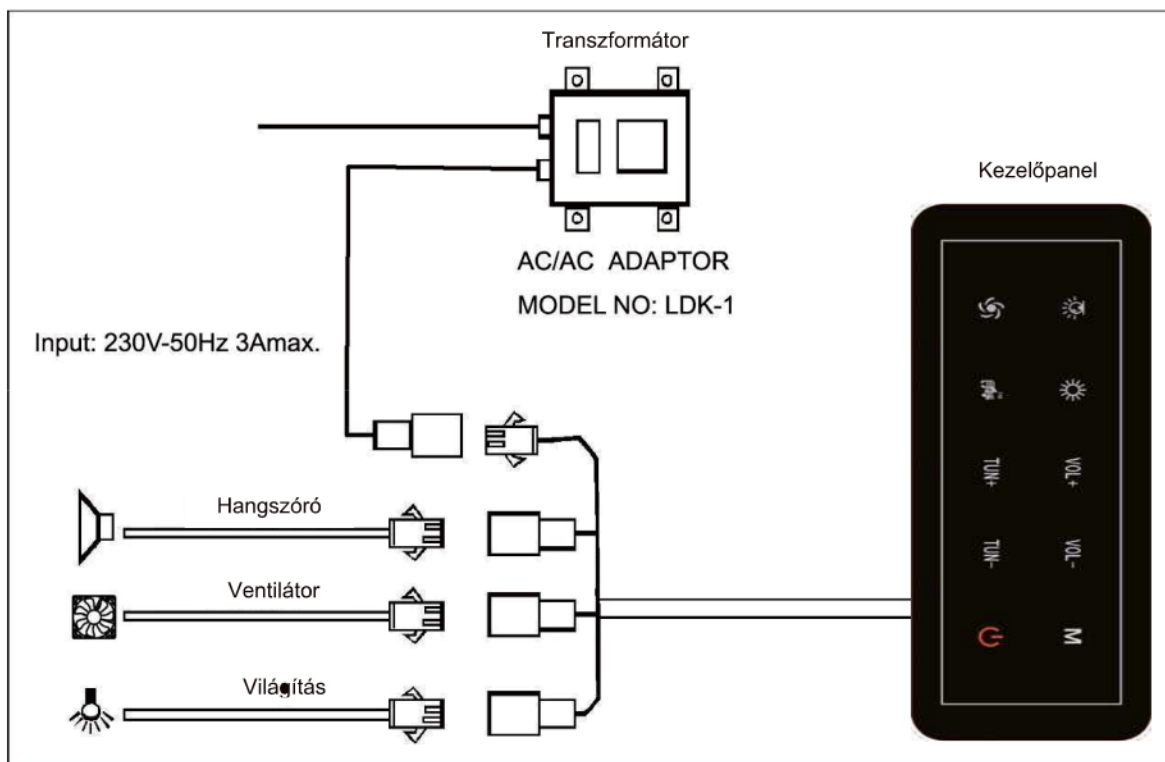 Transzformátor
Kezelőpanel
AC/AC ADAPTOR
MODEL NO: LDK-1
Input: 230V-50Hz 3Amax.
Hangszóró
Ventilátor
Világítás
TUN+
VOL+
TUN-
VOL-
M